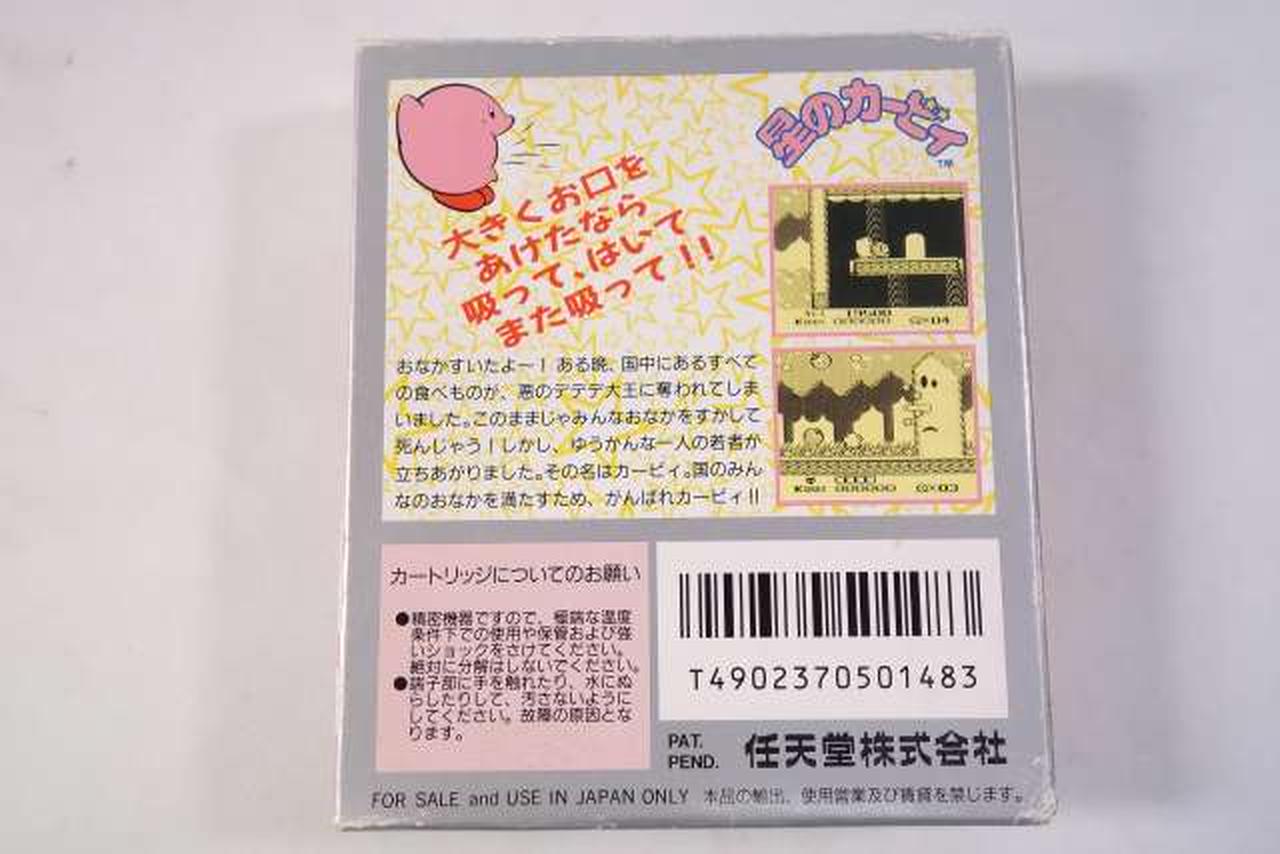 星のカービィ
TM
大きくお口を
あけたなら
吸って、はいて
また吸って!!
19500
KIRBY 000000 ×04
KIRBY 000000 ×03
おなかすいたよ〜! ある晩、国中にあるすべて
の食べものが、悪のデデデ大王に奪われてしま
いました。このままじゃみんなおなかをすかして
死んじゃう!しかし、ゆうかんな一人の若者が
立ちあがりました。その名はカービィ。国のみん
なのおなかを満たすため、がんばれカービィ!!
カートリッジについてのお願い
●精密機器ですので、極端な温度
条件下での使用や保管および強
いショックをさけてください。
絶対に分解はしないでください。
●端子部に手を触れたり、水にぬ
らしたりして、汚さないように
してください。故障の原因とな
ります。
T4902370501483
PAT.
PEND.
任天堂株式会社
FOR SALE and USE IN JAPAN ONLY 本品の輸出、使用営業及び賃貸を禁じます。